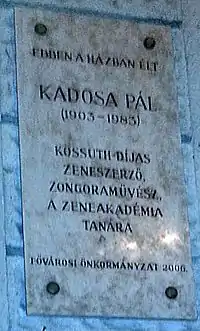 EBBEN A HÁZBAN ÉLT
KADOSA PÁL
(1903-1983)
KOSSUTH-DÍJAS
ZENESZERZŐ,
ZONGORAMŰVÉSZ,
A ZENEAKADÉMIA
TANÁRA
FŐVÁROSI ÖNKORMÁNYZAT 2006.